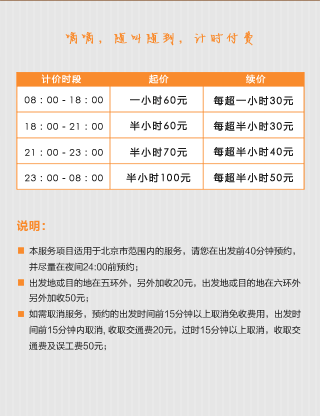 嘀嘀，随叫随到，计时付费
计价时段 起价 续价
08：00 - 18：00 一小时60元 每超一小时30元
18：00 - 21：00 半小时60元 每超半小时30元
21：00 - 23：00 半小时70元 每超半小时40元
23：00 - 08：00 半小时100元 每超半小时50元
说明：
本服务项目适用于北京市范围内的服务，请您在出发前40分钟预约，
并尽量在夜间24:00前预约；
出发地或目的地在五环外，另外加收20元，出发地或目的地在六环外
另外加收50元；
如需取消服务，预约的出发时间前15分钟以上取消免收费用，出发时
间前15分钟内取消, 收取交通费20元，过时15分钟以上取消，收取交
通费及误工费50元；